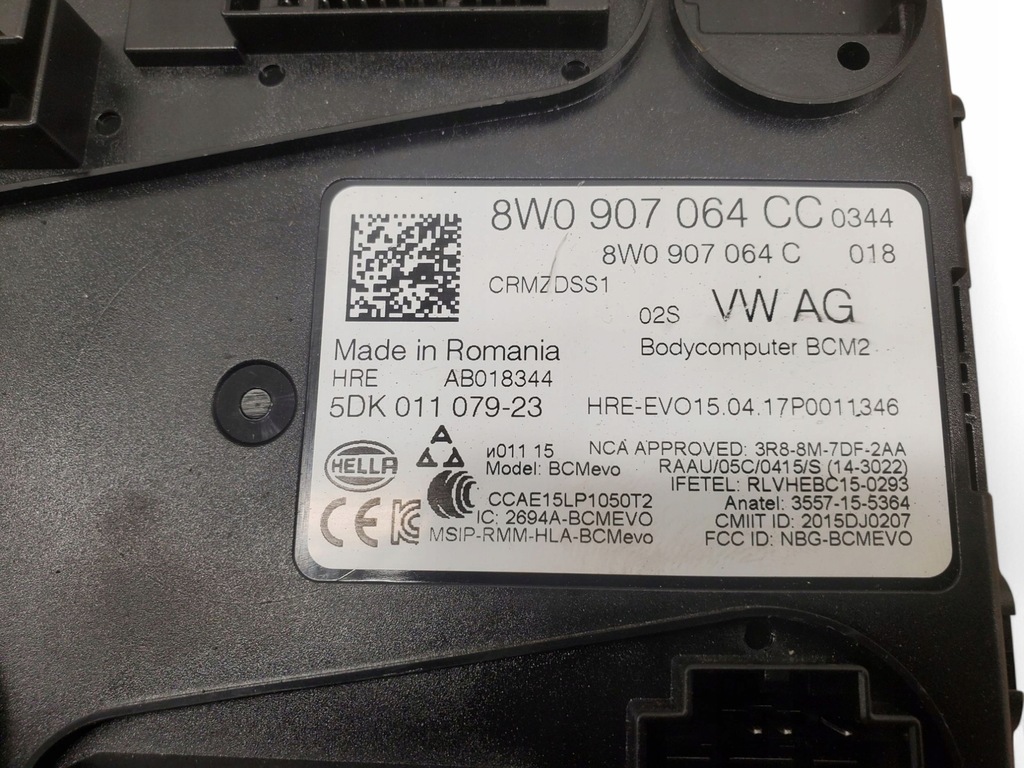 8W0 907 064 CC 0344
8W0 907 064 C 018
CRMZDSS1
02S VW AG
Made in Romania
Bodycomputer BCM2
HRE AB018344
5DK 011 079-23
HRE-EVO15.04.17P0011346
HELLA
и011 15
Model: BCMevo
NCA APPROVED: 3R8-8M-7DF-2AA
RAAU/05C/0415/S (14-3022)
IFETEL: RLVHEBC15-0293
CCAE15LP1050T2
Anatel: 3557-15-5364
CE
IC: 2694A-BCMEVO
CMIIT ID: 2015DJ0207
MSIP-RMM-HLA-BCMevo
FCC ID: NBG-BCMEVO